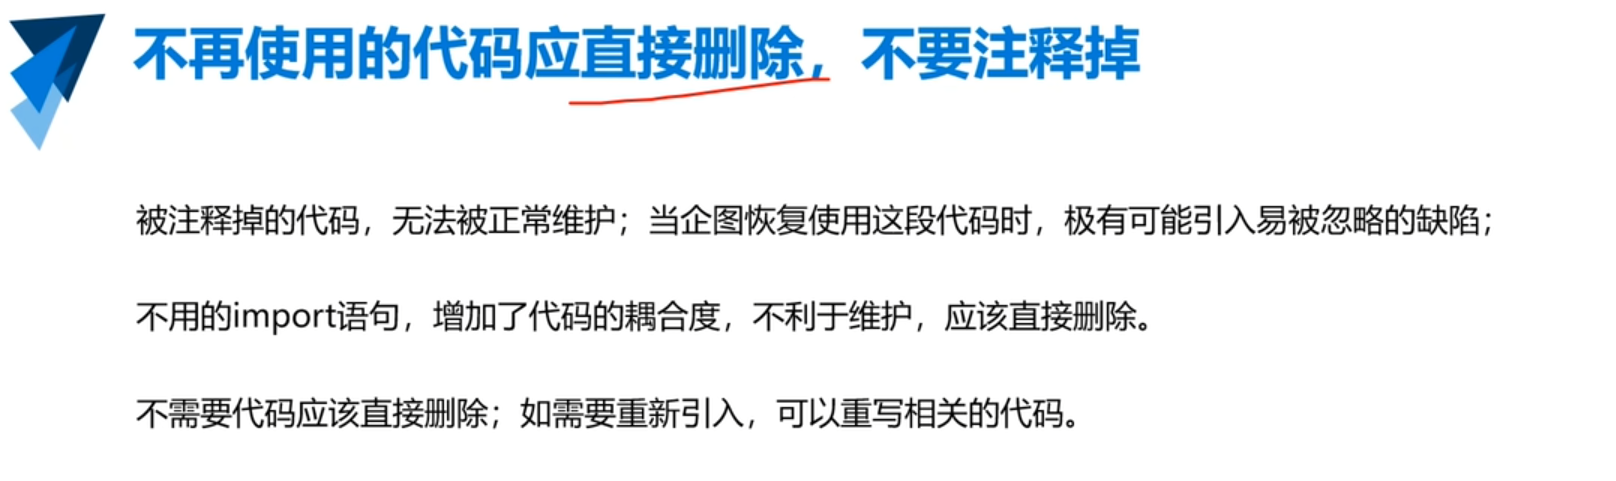 不再使用的代码应直接删除，不要注释掉
被注释掉的代码，无法被正常维护；当企图恢复使用这段代码时，极有可能引入易被忽略的缺陷；
不用的import语句，增加了代码的耦合度，不利于维护，应该直接删除。
不需要代码应该直接删除；如需要重新引入，可以重写相关的代码。